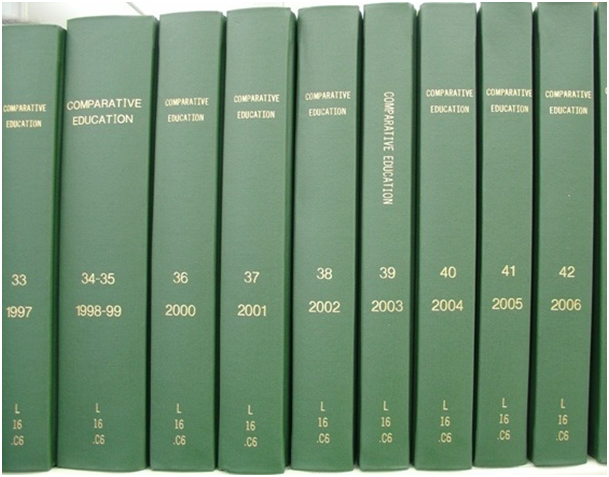 COMPARATIVE
EDUCATION
33
1997
L
16
.C6
COMPARATIVE
EDUCATION
34-35
1998-99
L
16
.C6
COMPARATIVE
EDUCATION
36
2000
L
16
.C6
COMPARATIVE
EDUCATION
37
2001
L
16
.C6
COMPARATIVE
EDUCATION
38
2002
L
16
.C6
COMPARATIVE EDUCATION
39
2003
L
16
.C6
COMPARATIVE
EDUCATION
40
2004
L
16
.C6
COMPARATIVE
EDUCATION
41
2005
L
16
.C6
COMPARATIVE
EDUCATION
42
2006
L
16
.C6